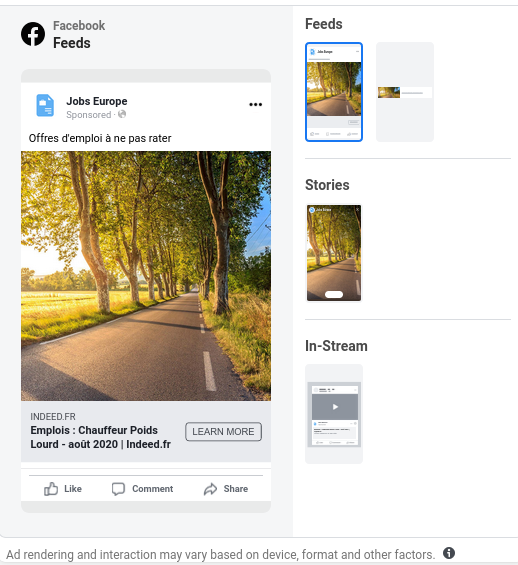 Facebook
Feeds
Jobs Europe
Sponsored ·
Offres d'emploi à ne pas rater
INDEED.FR
Emplois : Chauffeur Poids
Lourd - août 2020 | Indeed.fr
LEARN MORE
Like
Comment
Share
Feeds
Jobs Europe
Stories
Jobs Europe
In-Stream
Ad rendering and interaction may vary based on device, format and other factors.